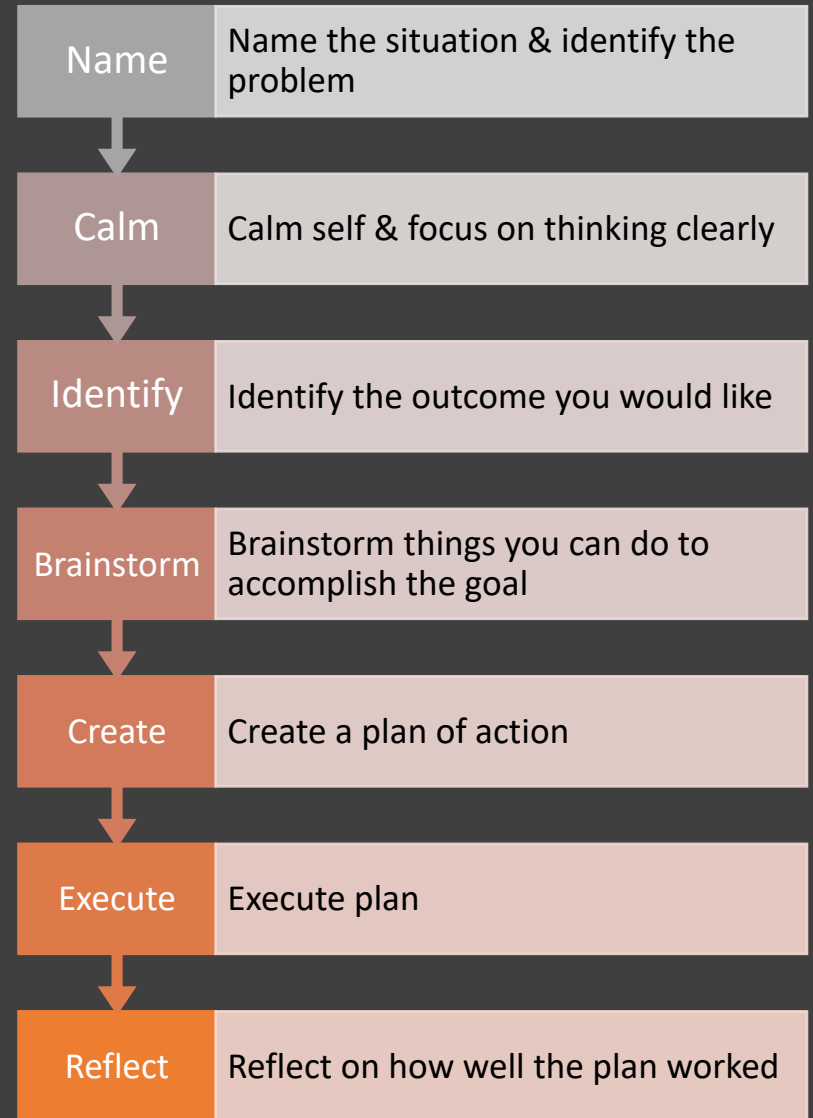 Name
Name the situation & identify the
problem
Calm
Calm self & focus on thinking clearly
Identify
Identify the outcome you would like
Brainstorm
Brainstorm things you can do to
accomplish the goal
Create
Create a plan of action
Execute
Execute plan
Reflect
Reflect on how well the plan worked